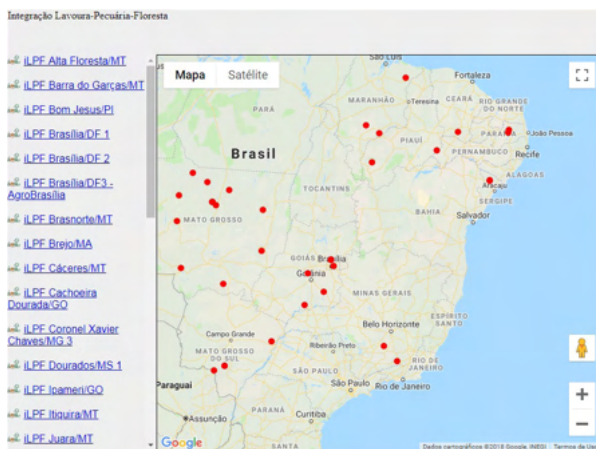 Integração Lavoura-Pecuária-Floresta
iLPF Alta Floresta/MT
iLPF Barra do Garças/MT
iLPF Bom Jesus/PI
iLPF Brasília/DF 1
iLPF Brasília/DF 2
iLPF Brasília/DF3 -
AgroBrasília
iLPF Brasnorte/MT
iLPF Brejo/MA
iLPF Cáceres/MT
iLPF Cachoeira
Dourada/GO
iLPF Coronel Xavier
Chaves/MG 3
iLPF Dourados/MS 1
iLPF Ipameri/GO
iLPF Itiquira/MT
iLPF Juara/MT
Mapa Satélite
São Luís
Fortaleza
PARÁ
MARANHÃO
Teresina
CEARÁ
RIO GRANDE
DO NORTE
Brasil
PIAUÍ
PARAÍBA
João Pessoa
PERNAMBUCO
Recife
ALAGOAS
TOCANTINS
Aracaju
SERGIPE
MATO GROSSO
BAHIA
Salvador
GOIÁS
Brasília
Goiânia
MINAS GERAIS
ESPÍRITO
SANTO
Belo Horizonte
Campo Grande
Ribeirão Preto
MATO GROSSO
DO SUL
RIO DE
JANEIRO
SÃO PAULO
São Paulo
Rio de Janeiro
Paraguai
PARANÁ
Assunção
Curitiba
SANTA
Google
Dados cartográficos ©2018 Google, INEGI
Termos de Uso